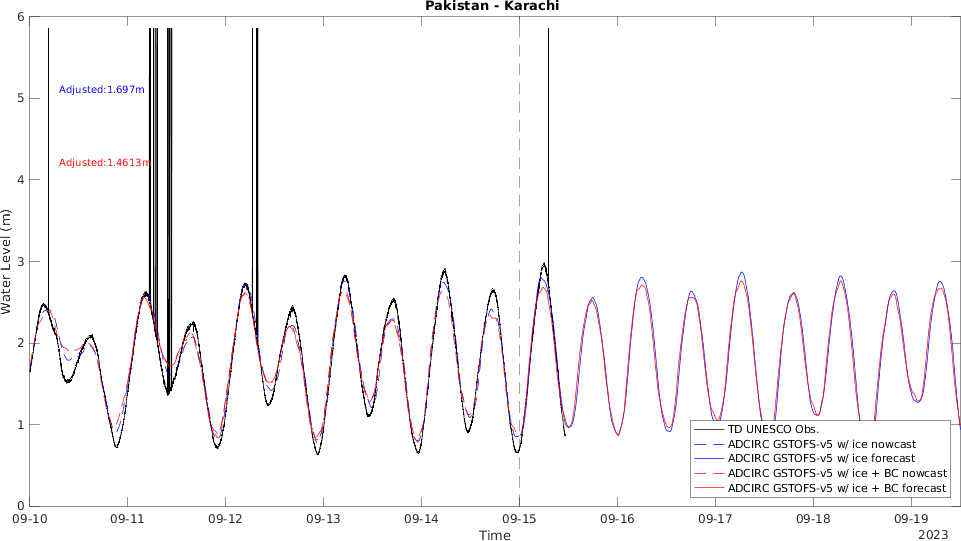 Pakistan - Karachi
6
5
4
3
2
1
0
Water Level (m)
Adjusted:1.697m
Adjusted:1.4613m
TD UNESCO Obs.
ADCIRC GSTOFS-v5 w/ ice nowcast
ADCIRC GSTOFS-v5 w/ ice forecast
ADCIRC GSTOFS-v5 w/ ice + BC nowcast
ADCIRC GSTOFS-v5 w/ ice + BC forecast
09-10 09-11 09-12 09-13 09-14 09-15 09-16 09-17 09-18 09-19
Time
2023